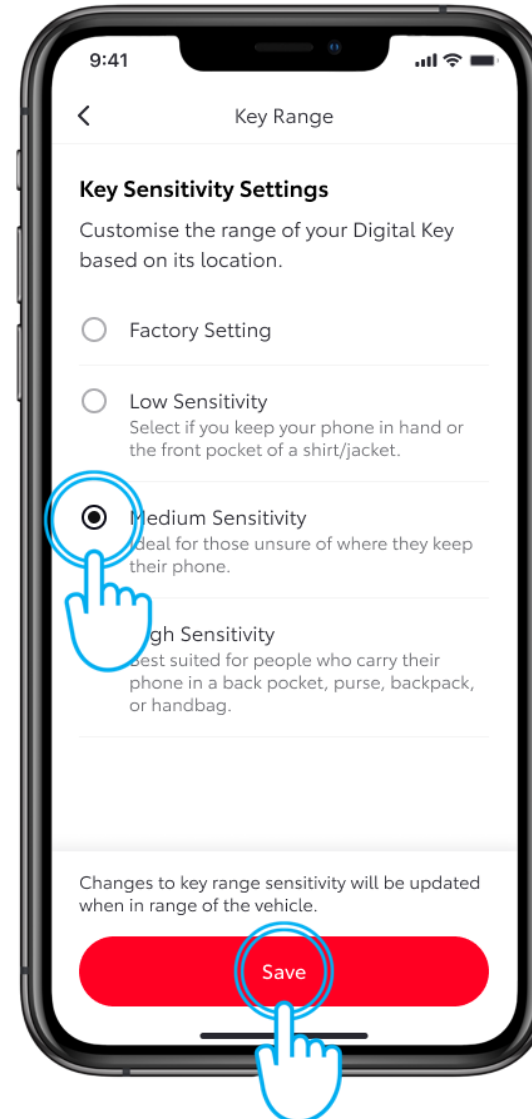 9:41
Key Range
Key Sensitivity Settings
Customise the range of your Digital Key
based on its location.
Factory Setting
Low Sensitivity
Select if you keep your phone in hand or
the front pocket of a shirt/jacket.
Medium Sensitivity
Ideal for those unsure of where they keep
their phone.
High Sensitivity
Best suited for people who carry their
phone in a back pocket, purse, backpack,
or handbag.
Changes to key range sensitivity will be updated
when in range of the vehicle.
Save